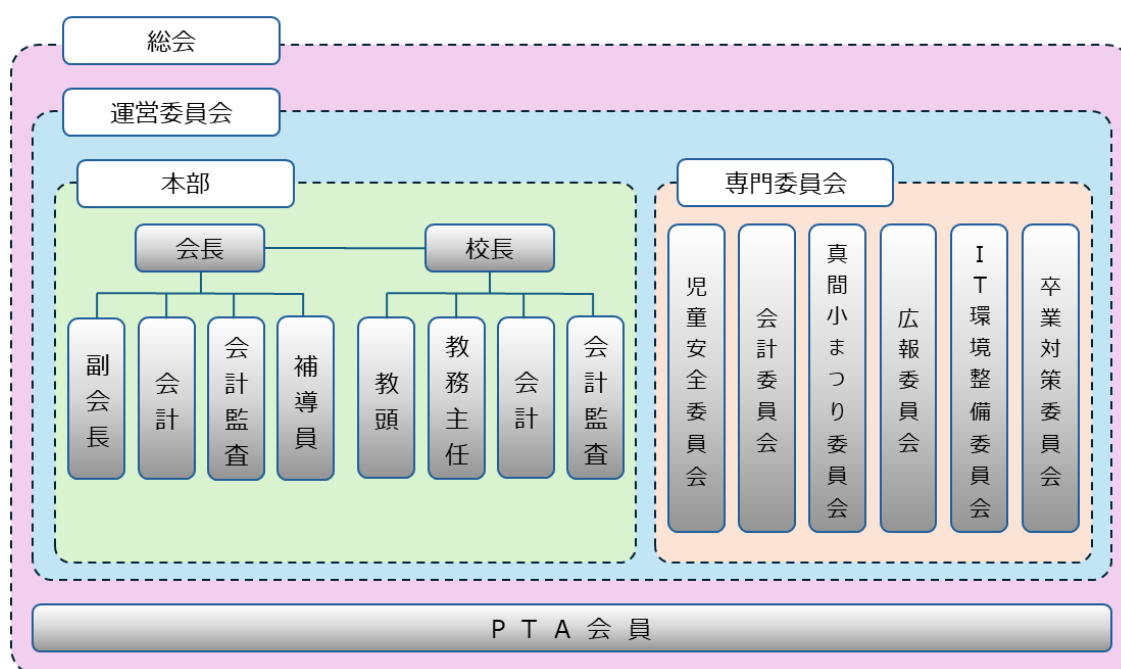 総会
運営委員会
本部
専門委員会
会長
校長
副会長
会計
会計監査
補導員
教頭
教務主任
会計
会計監査
児童安全委員会
会計委員会
真間小まつり委員会
広報委員会
IT環境整備委員会
卒業対策委員会
PTA会員